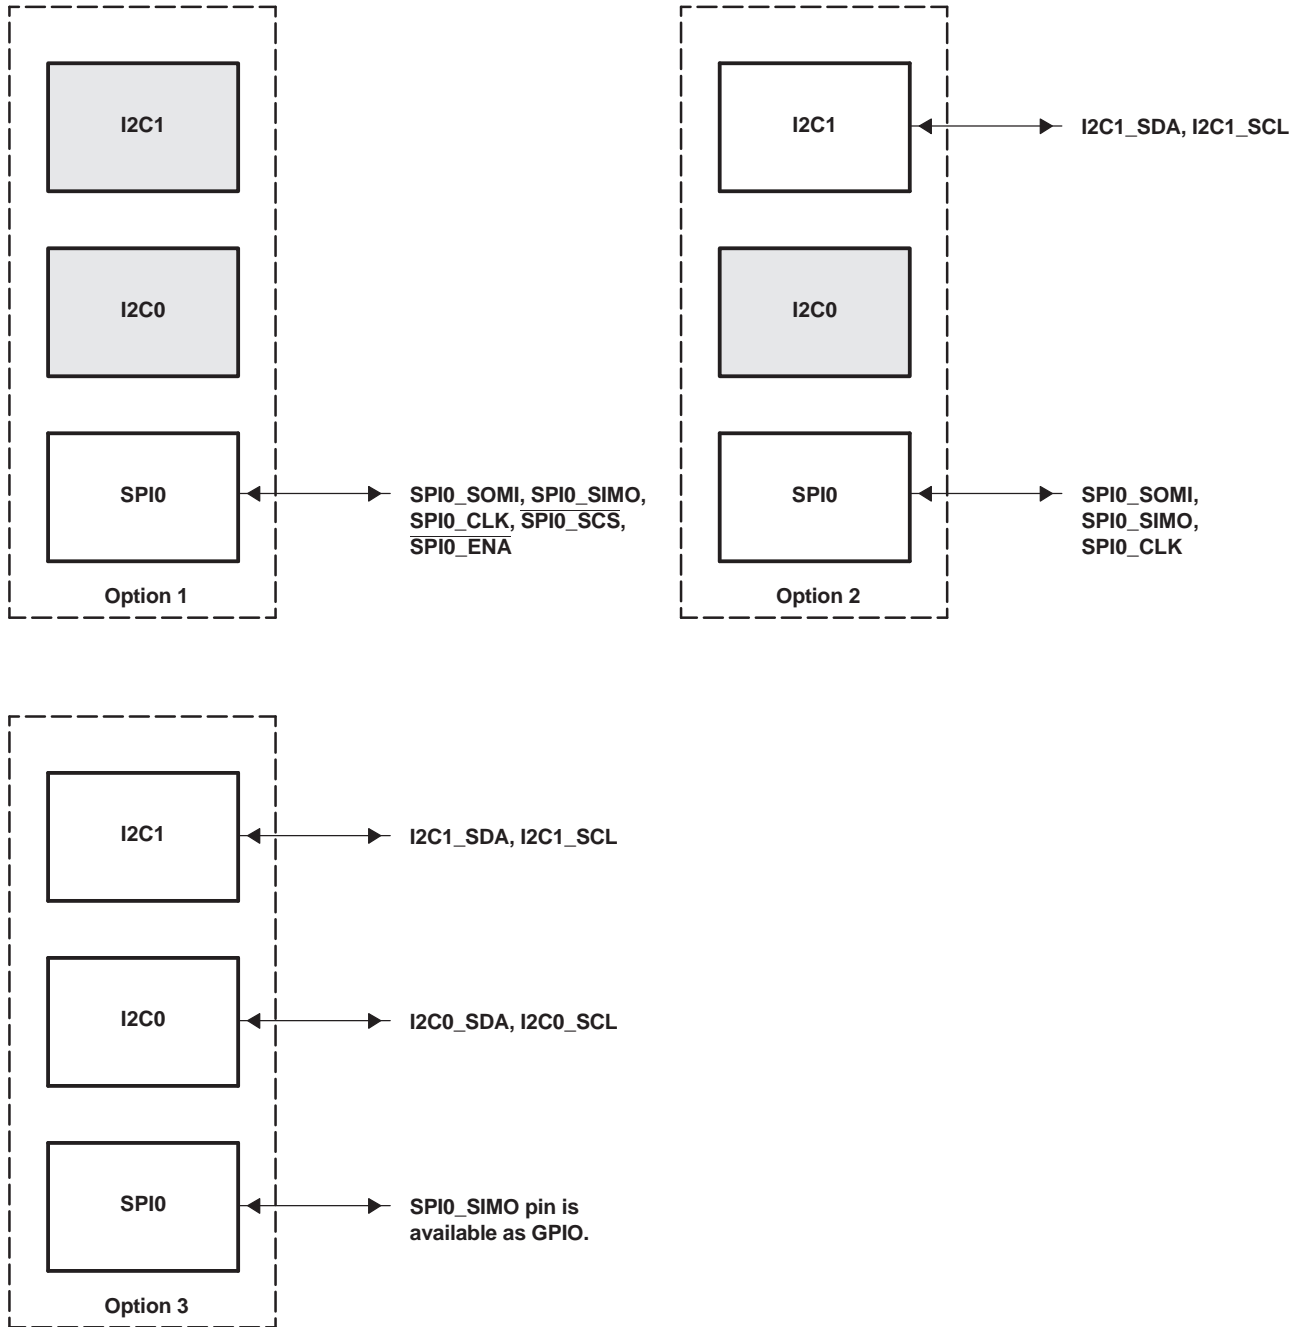 I2C1
I2C0
SPI0
SPI0_SOMI, SPI0_SIMO,
SPI0_CLK, SPI0_SCS,
SPI0_ENA
Option 1
I2C1
I2C1_SDA, I2C1_SCL
I2C0
SPI0
SPI0_SOMI,
SPI0_SIMO,
SPI0_CLK
Option 2
I2C1
I2C1_SDA, I2C1_SCL
I2C0
I2C0_SDA, I2C0_SCL
SPI0
SPI0_SIMO pin is
available as GPIO.
Option 3